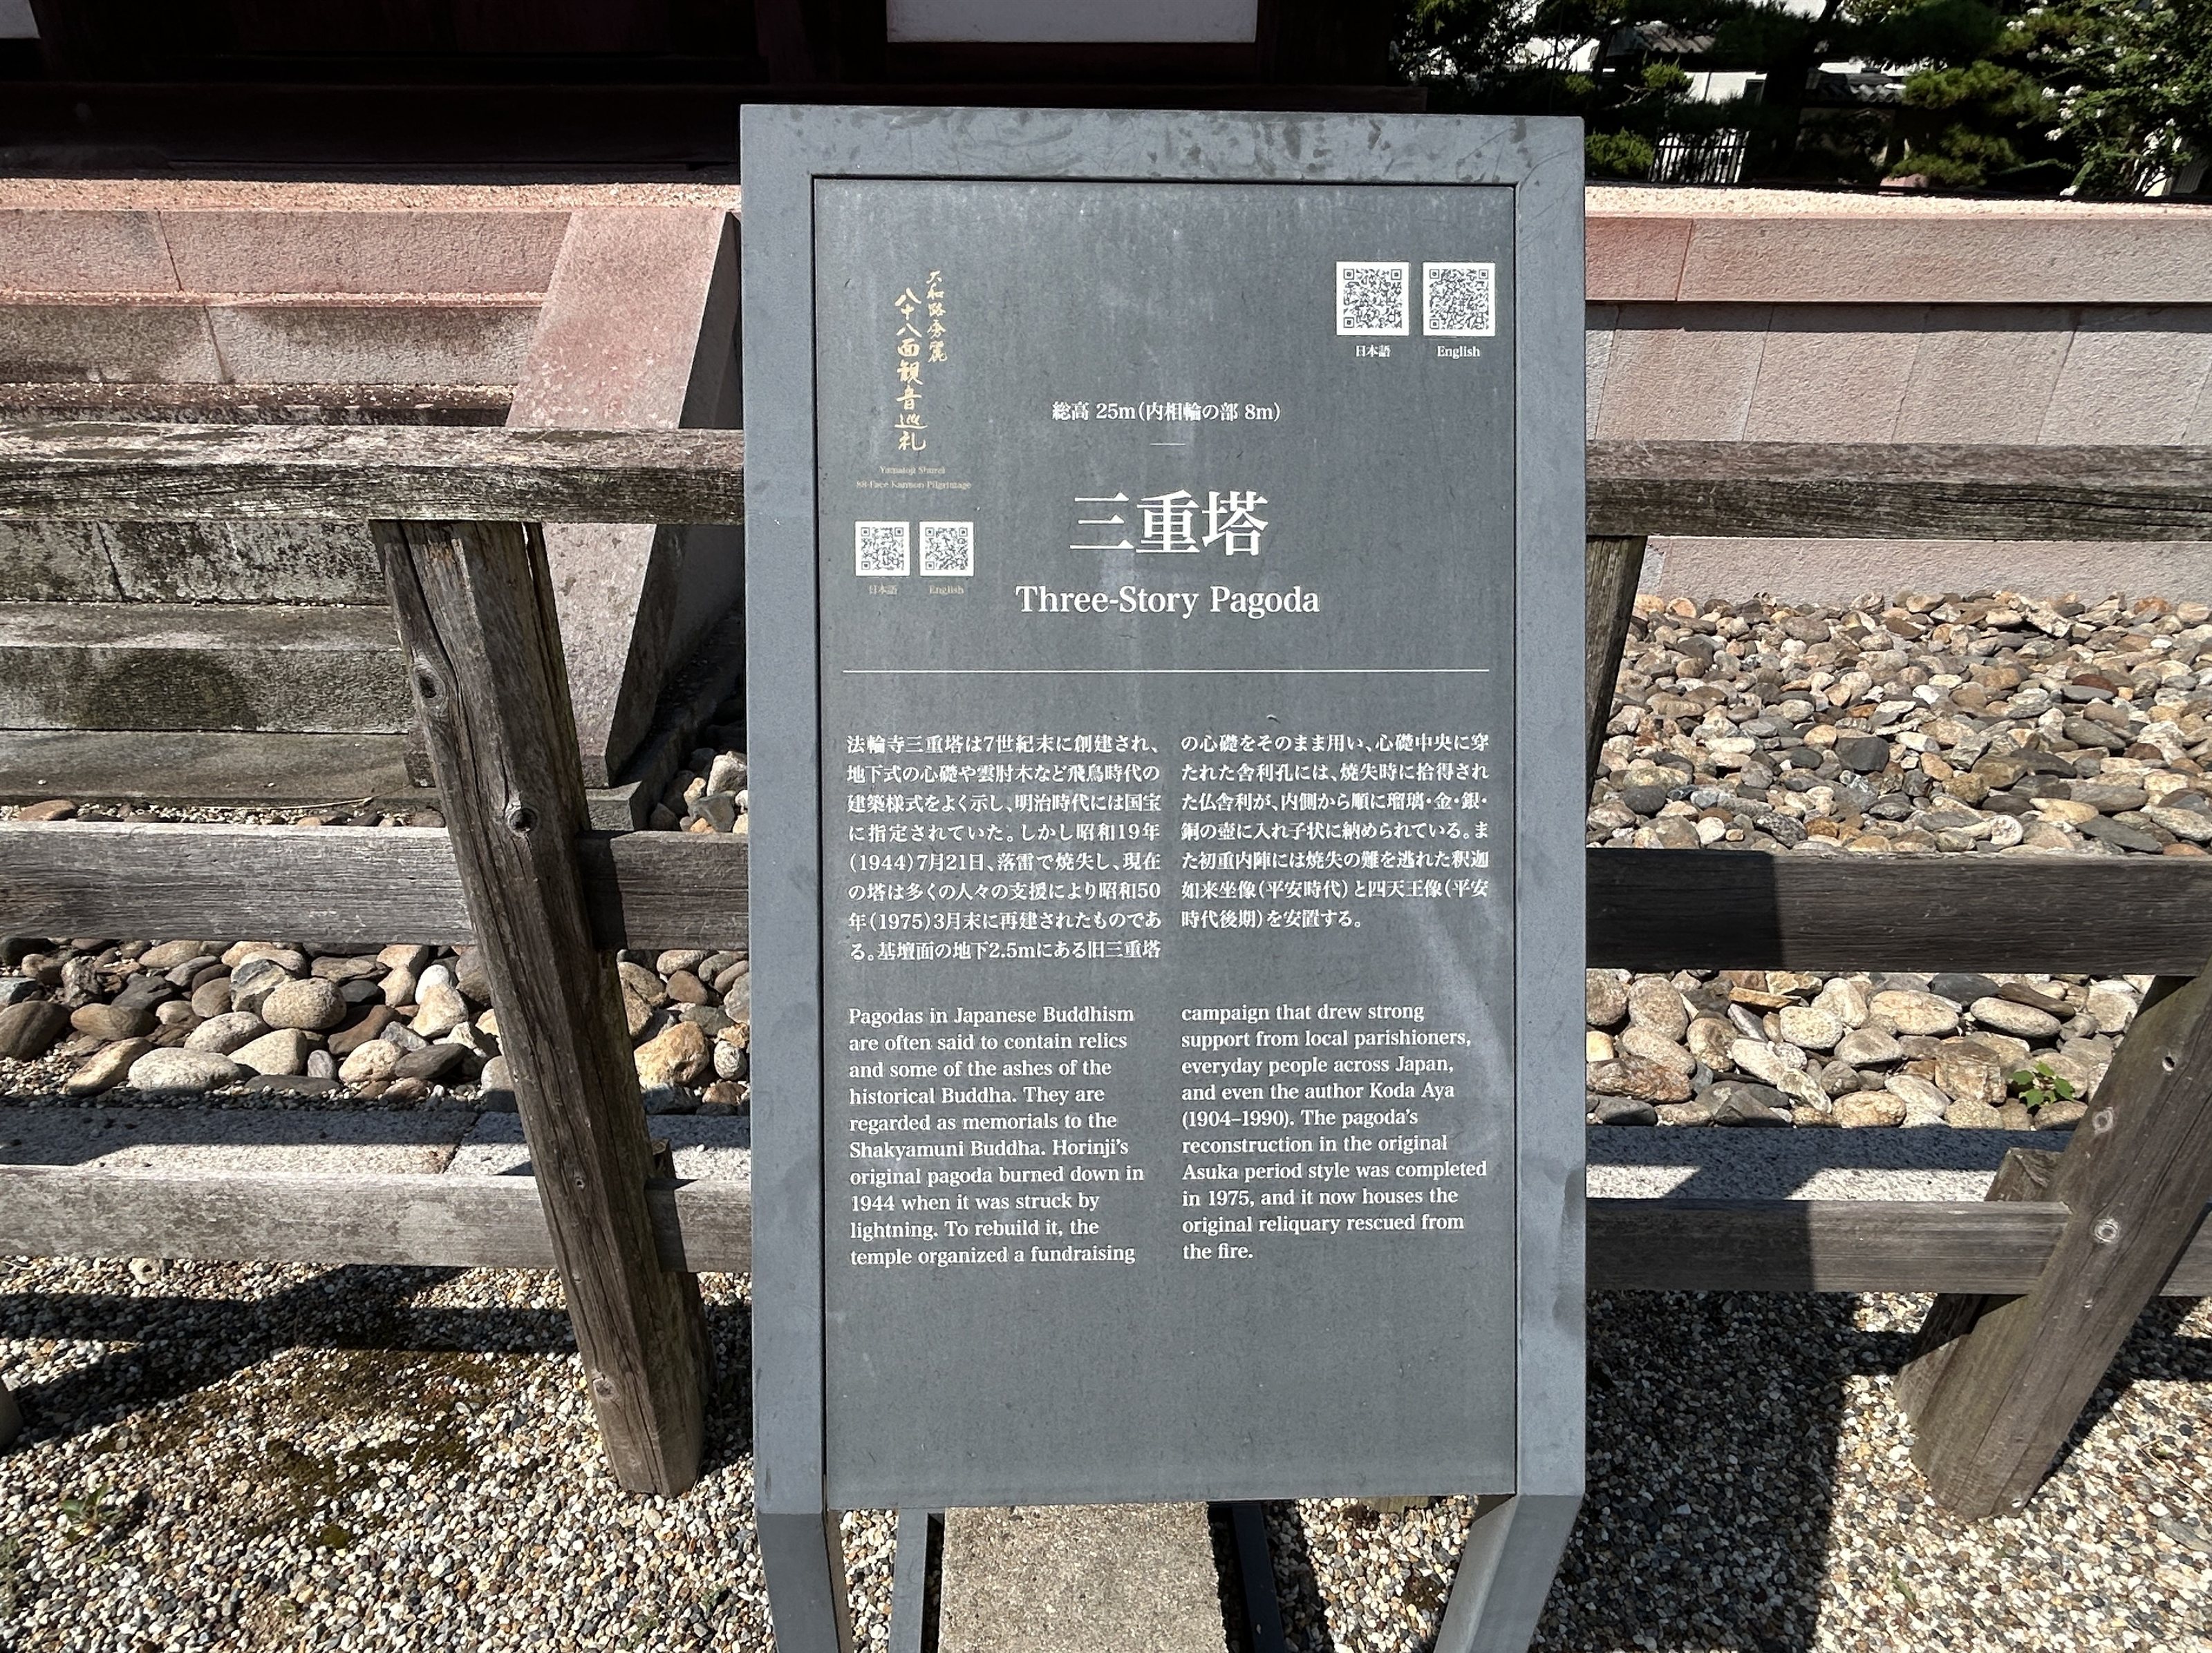 大和路秀麗
八十八面観音巡礼
Yamatoji Shurei
88-Face Kannon Pilgrimage
日本語
English
日本語
English
総高 25m(内相輪の部 8m)
三重塔
Three-Story Pagoda
法輪寺三重塔は7世紀末に創建され、
地下式の心礎や雲肘木など飛鳥時代の
建築様式をよく示し、明治時代には国宝
に指定されていた。しかし昭和19年
(1944)7月21日、落雷で焼失し、現在
の塔は多くの人々の支援により昭和50
年(1975)3月末に再建されたものであ
る。基壇面の地下2.5mにある旧三重塔
の心礎をそのまま用い、心礎中央に穿
たれた舎利孔には、焼失時に拾得され
た仏舎利が、内側から順に瑠璃・金・銀・
銅の壺に入れ子状に納められている。ま
た初重内陣には焼失の難を逃れた釈迦
如来坐像(平安時代)と四天王像(平安
時代後期)を安置する。
Pagodas in Japanese Buddhism
are often said to contain relics
and some of the ashes of the
historical Buddha. They are
regarded as memorials to the
Shakyamuni Buddha. Horinji's
original pagoda burned down in
1944 when it was struck by
lightning. To rebuild it, the
temple organized a fundraising
campaign that drew strong
support from local parishioners,
everyday people across Japan,
and even the author Koda Aya
(1904–1990). The pagoda's
reconstruction in the original
Asuka period style was completed
in 1975, and it now houses the
original reliquary rescued from
the fire.